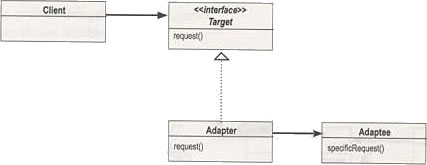 Client
<<interface>>
Target
request()
Adapter
request()
Adaptee
specificRequest()